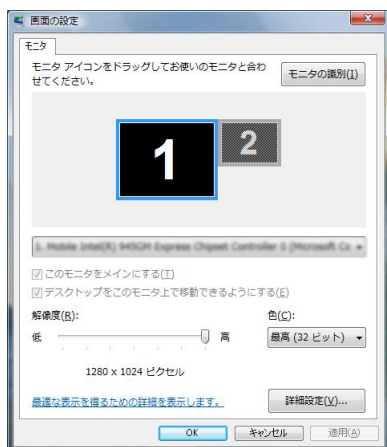 画面の設定
モニタ
モニタ アイコンをドラッグしてお使いのモニタと合わ
せてください。
モニタの識別(I)
1
2
1. Mobile Intel(R) 945GM Express Chipset Controller 0 (Microsoft Co
このモニタをメインにする(T)
デスクトップをこのモニタ上で移動できるようにする(E)
解像度(R):
色(C):
低
高
最高 (32 ビット)
1280 x 1024 ピクセル
最適な表示を得るための詳細を表示します。
詳細設定(V)...
OK
キャンセル
適用(A)